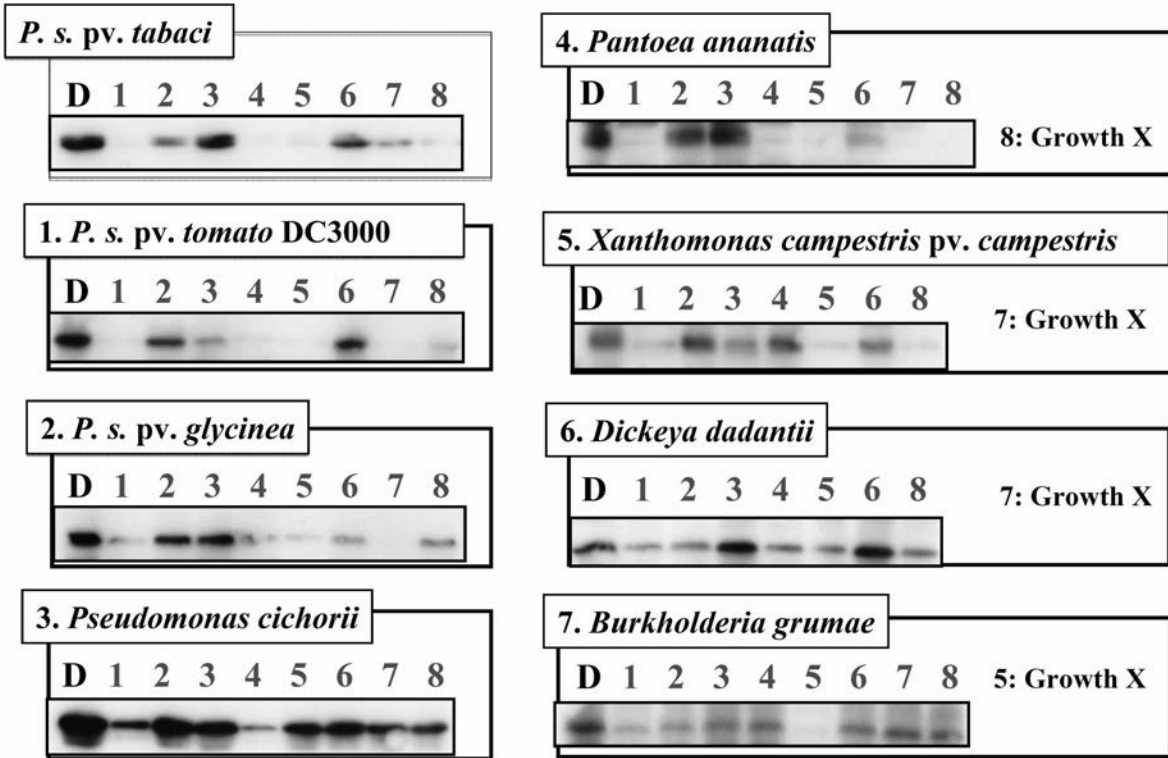 P. s. pv. tabaci
D 1 2 3 4 5 6 7 8
1. P. s. pv. tomato DC3000
D 1 2 3 4 5 6 7 8
2. P. s. pv. glycinea
D 1 2 3 4 5 6 7 8
3. Pseudomonas cichorii
D 1 2 3 4 5 6 7 8
4. Pantoea ananatis
D 1 2 3 4 5 6 7 8
8: Growth X
5. Xanthomonas campestris pv. campestris
D 1 2 3 4 5 6 8
7: Growth X
6. Dickeya dadantii
D 1 2 3 4 5 6 8
7: Growth X
7. Burkholderia grumae
D 1 2 3 4 5 6 7 8
5: Growth X